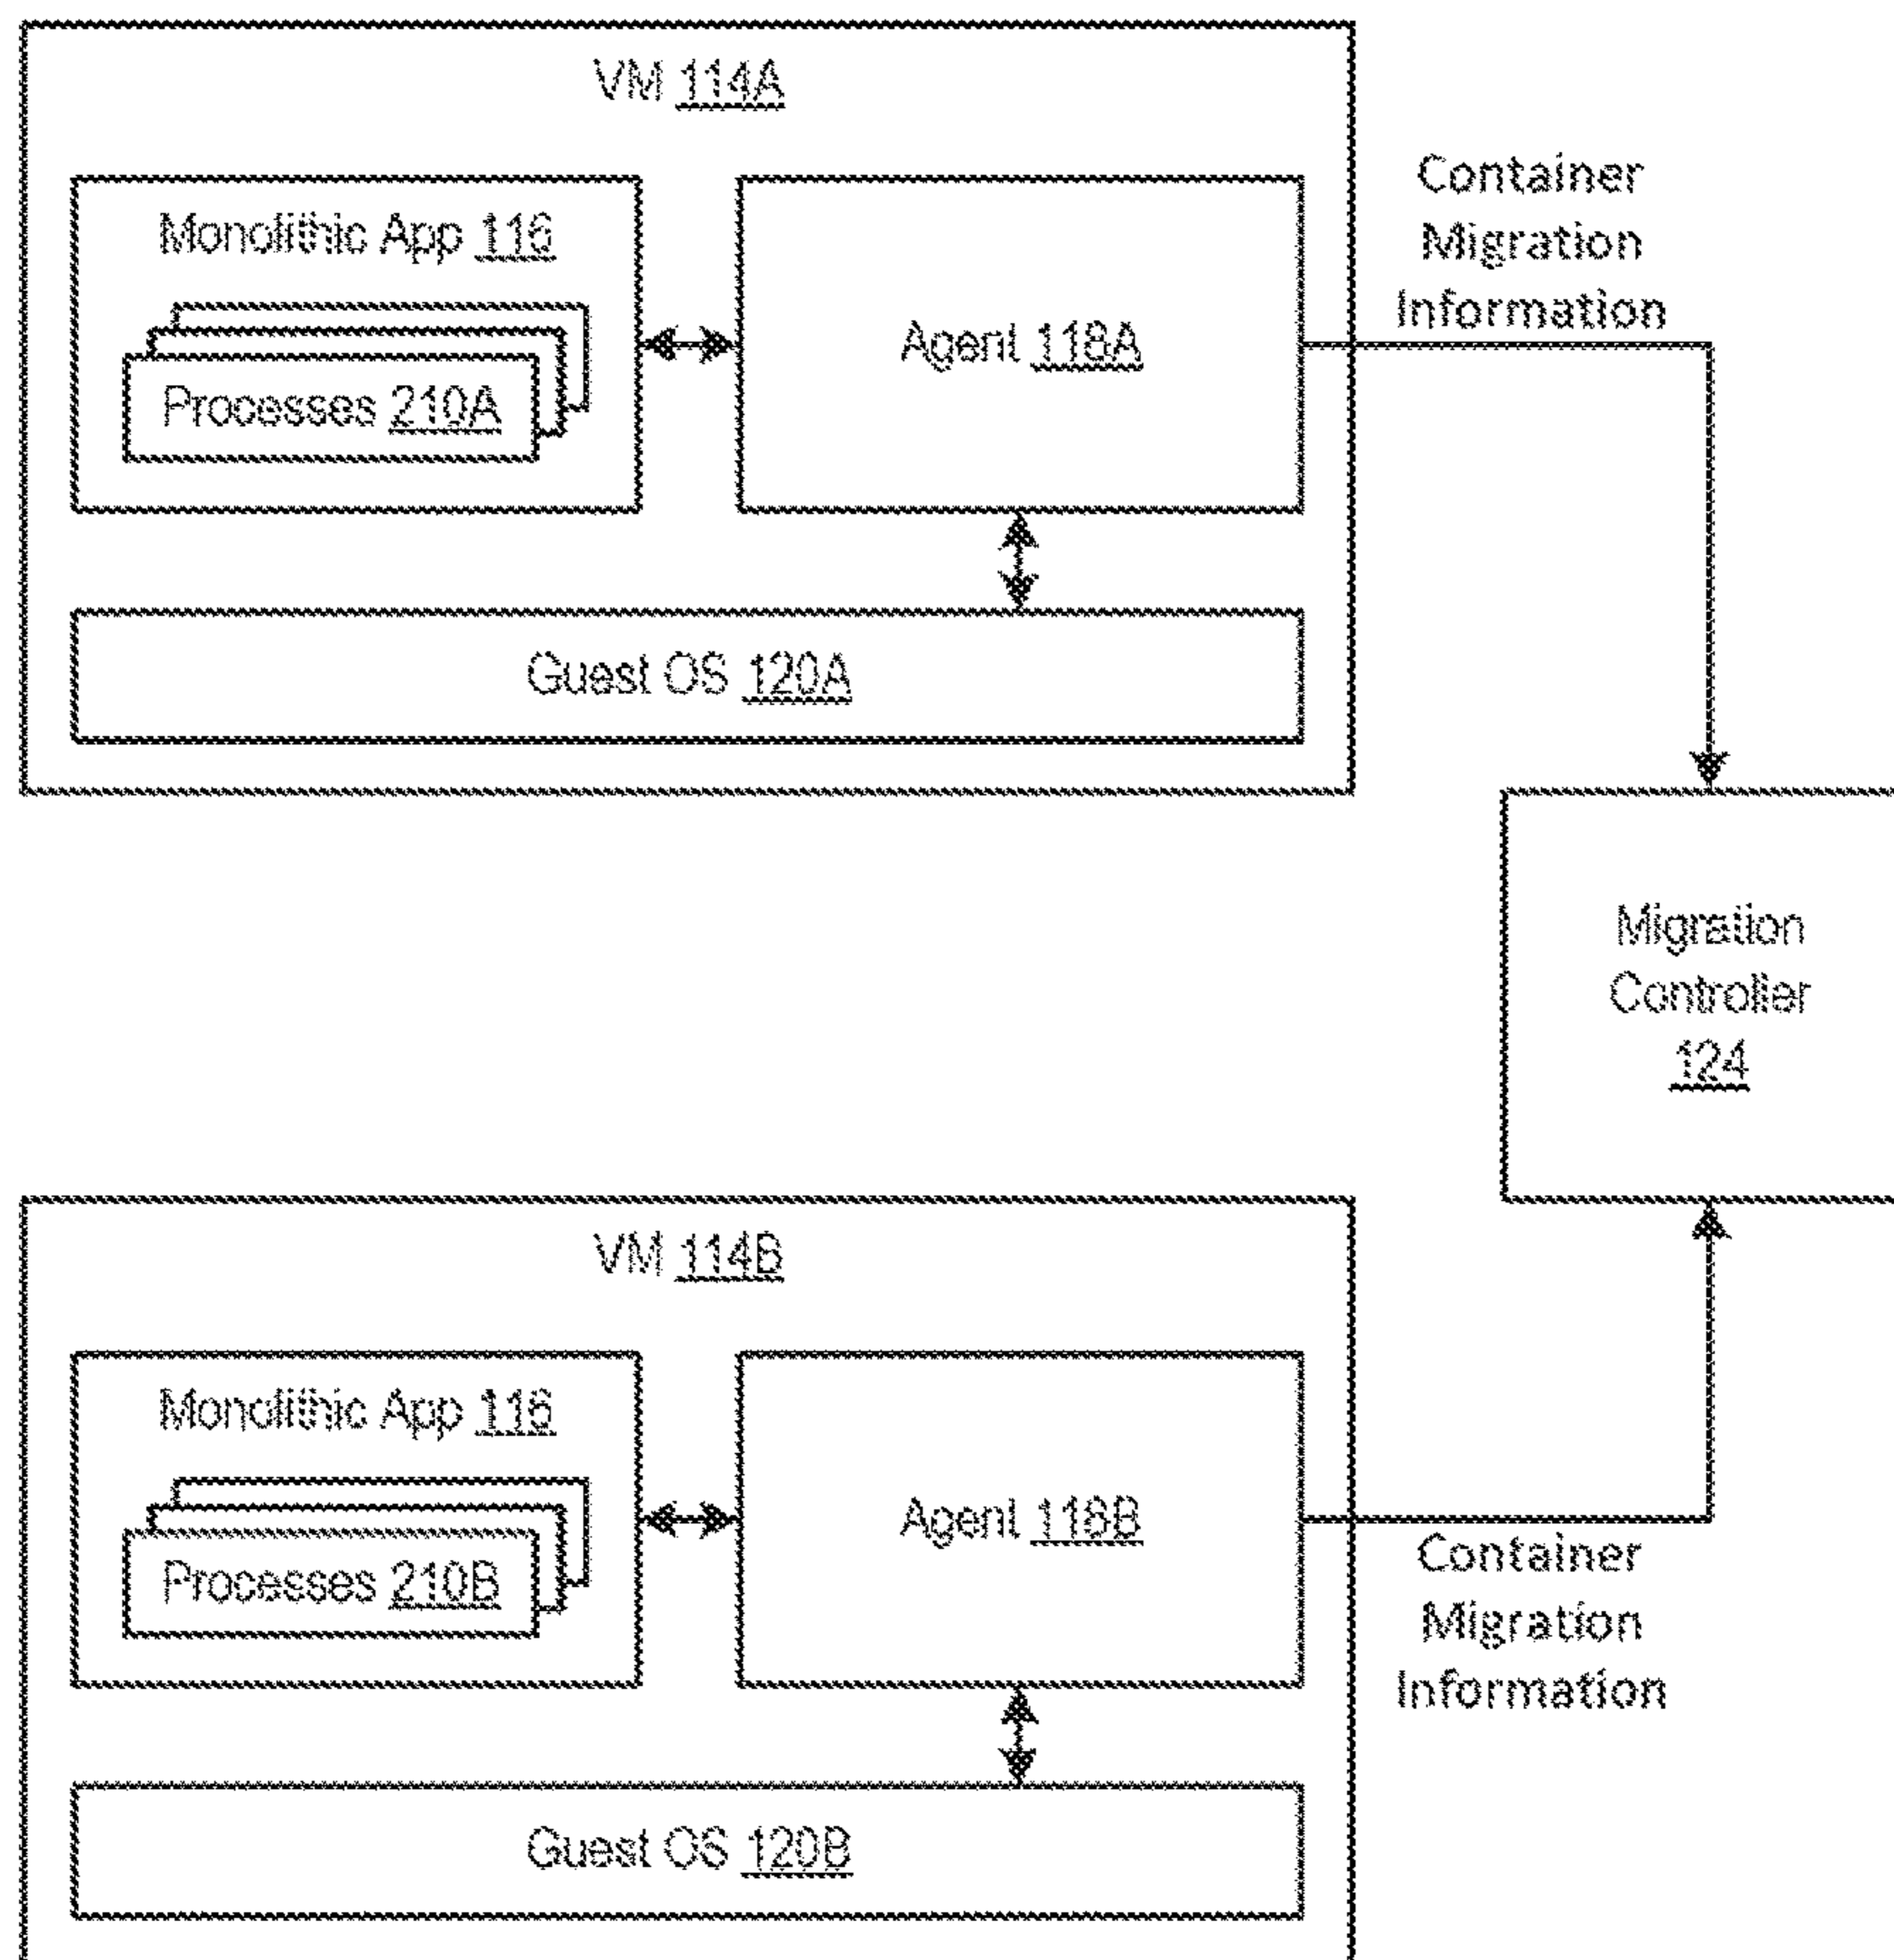 VM 114A
Container
Migration
Information
Monolithic App 116
Agent 118A
Processes 210A
Guest OS 120A
Migration
Controller
124
VM 114B
Monolithic App 116
Agent 118B
Processes 210B
Container
Migration
Information
Guest OS 120B